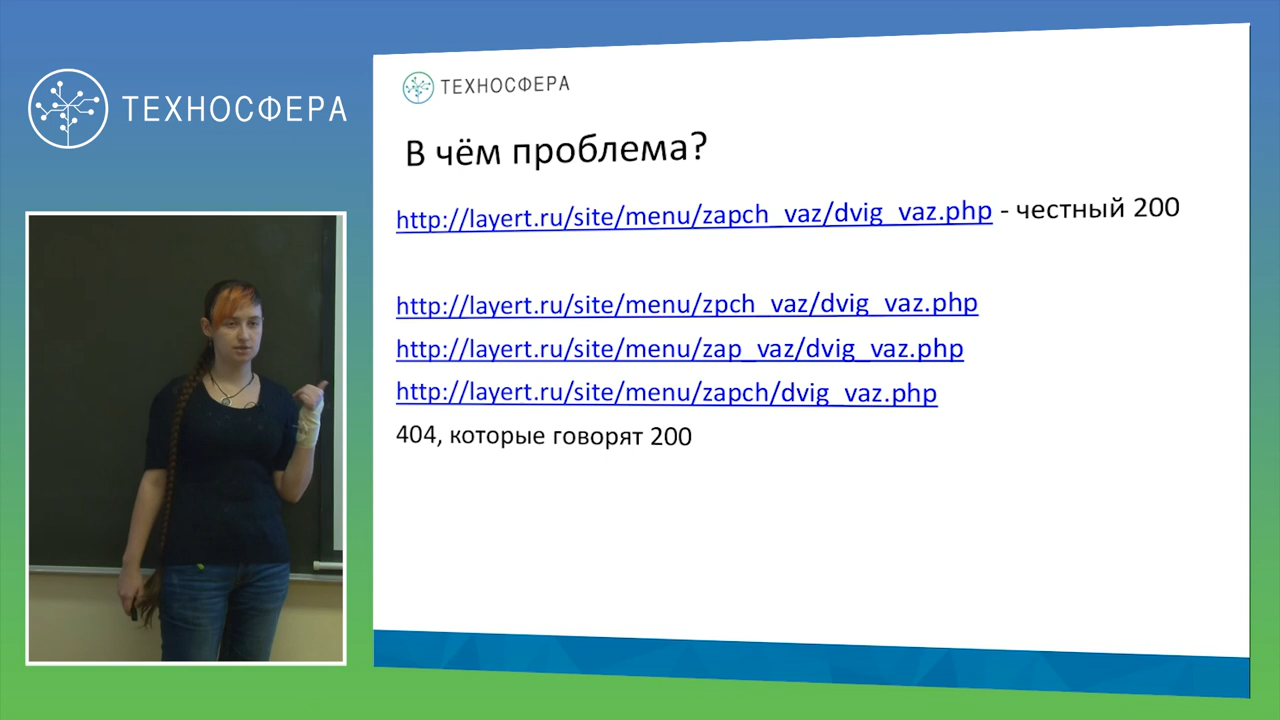 ТЕХНОСФЕРА
ТЕХНОСФЕРА
В чём проблема?
http://layert.ru/site/menu/zapch_vaz/dvig_vaz.php - честный 200
http://layert.ru/site/menu/zpch_vaz/dvig_vaz.php
http://layert.ru/site/menu/zap_vaz/dvig_vaz.php
http://layert.ru/site/menu/zapch/dvig_vaz.php
404, которые говорят 200